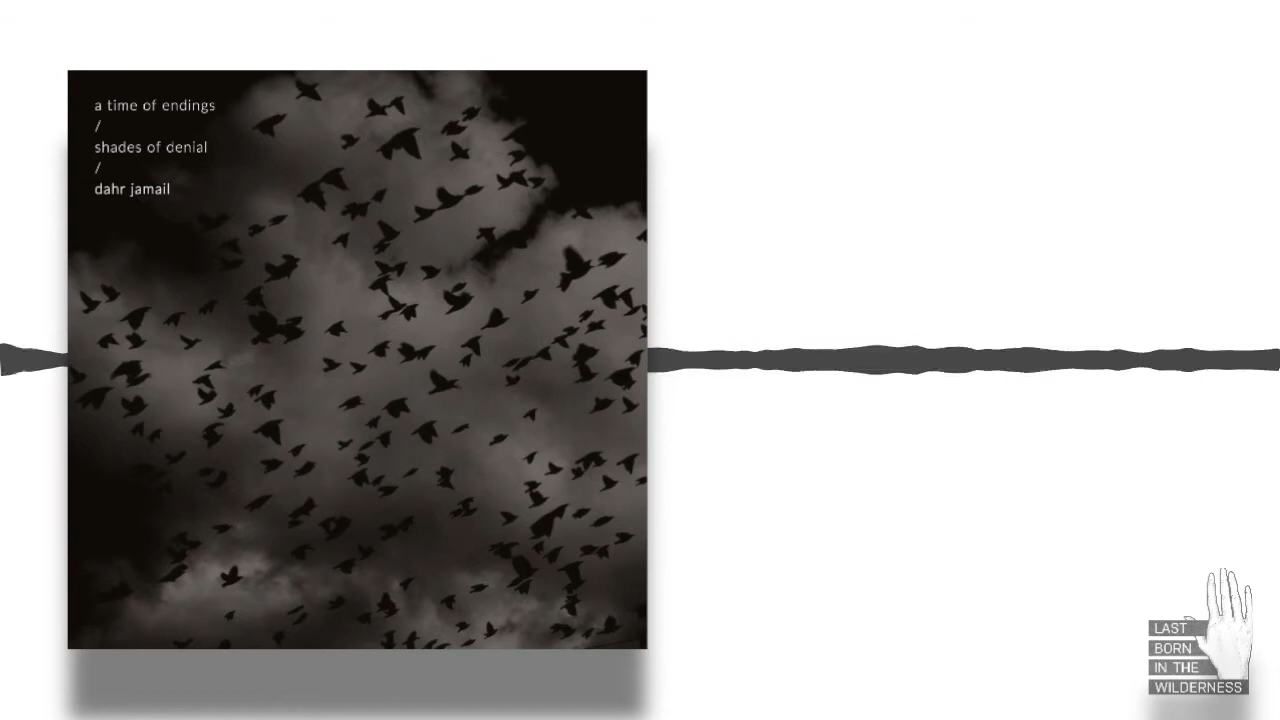 a time of endings
/
shades of denial
/
dahr jamail
LAST
BORN
IN THE
WILDERNESS